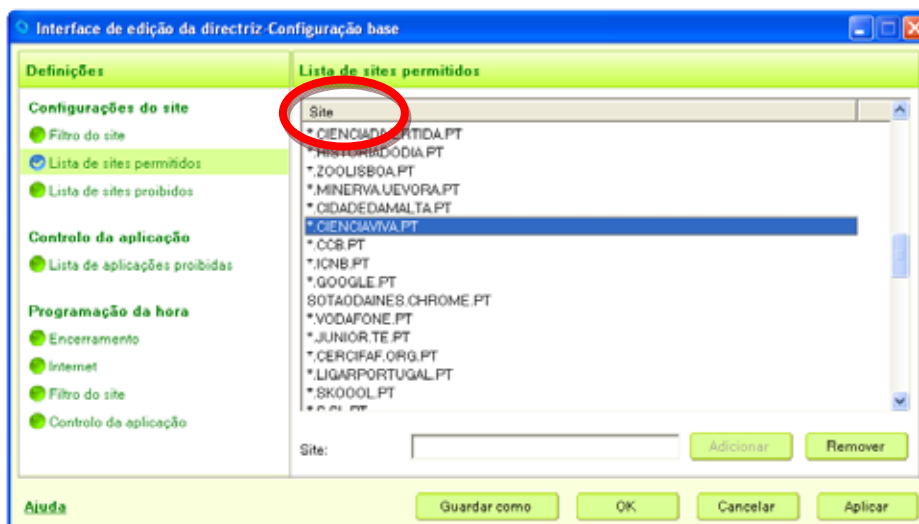 Interface de edição da directriz-Configuração base
Definições
Configurações do site
Filtro do site
Lista de sites permitidos
Lista de sites proibidos
Controlo da aplicação
Lista de aplicações proibidas
Programação da hora
Encerramento
Internet
Filtro do site
Controlo da aplicação
Ajuda
Lista de sites permitidos
Site
*.HISTORIADODIA.PT
*.ZOOLISBOA.PT
*.MINERVA.UEVORA.PT
*.CIDADEDAMALTA.PT
*.CIENCIAVIVA.PT
*.CCB.PT
*.ICNB.PT
*.GOOGLE.PT
SOTAODAINES.CHROME.PT
*.VODAFONE.PT
*.JUNIOR.TE.PT
*.CERCIFAF.ORG.PT
*.LIGARPORTUGAL.PT
*.SKOOOL.PT
Site:
Adicionar
Remover
Guardar como
OK
Cancelar
Aplicar